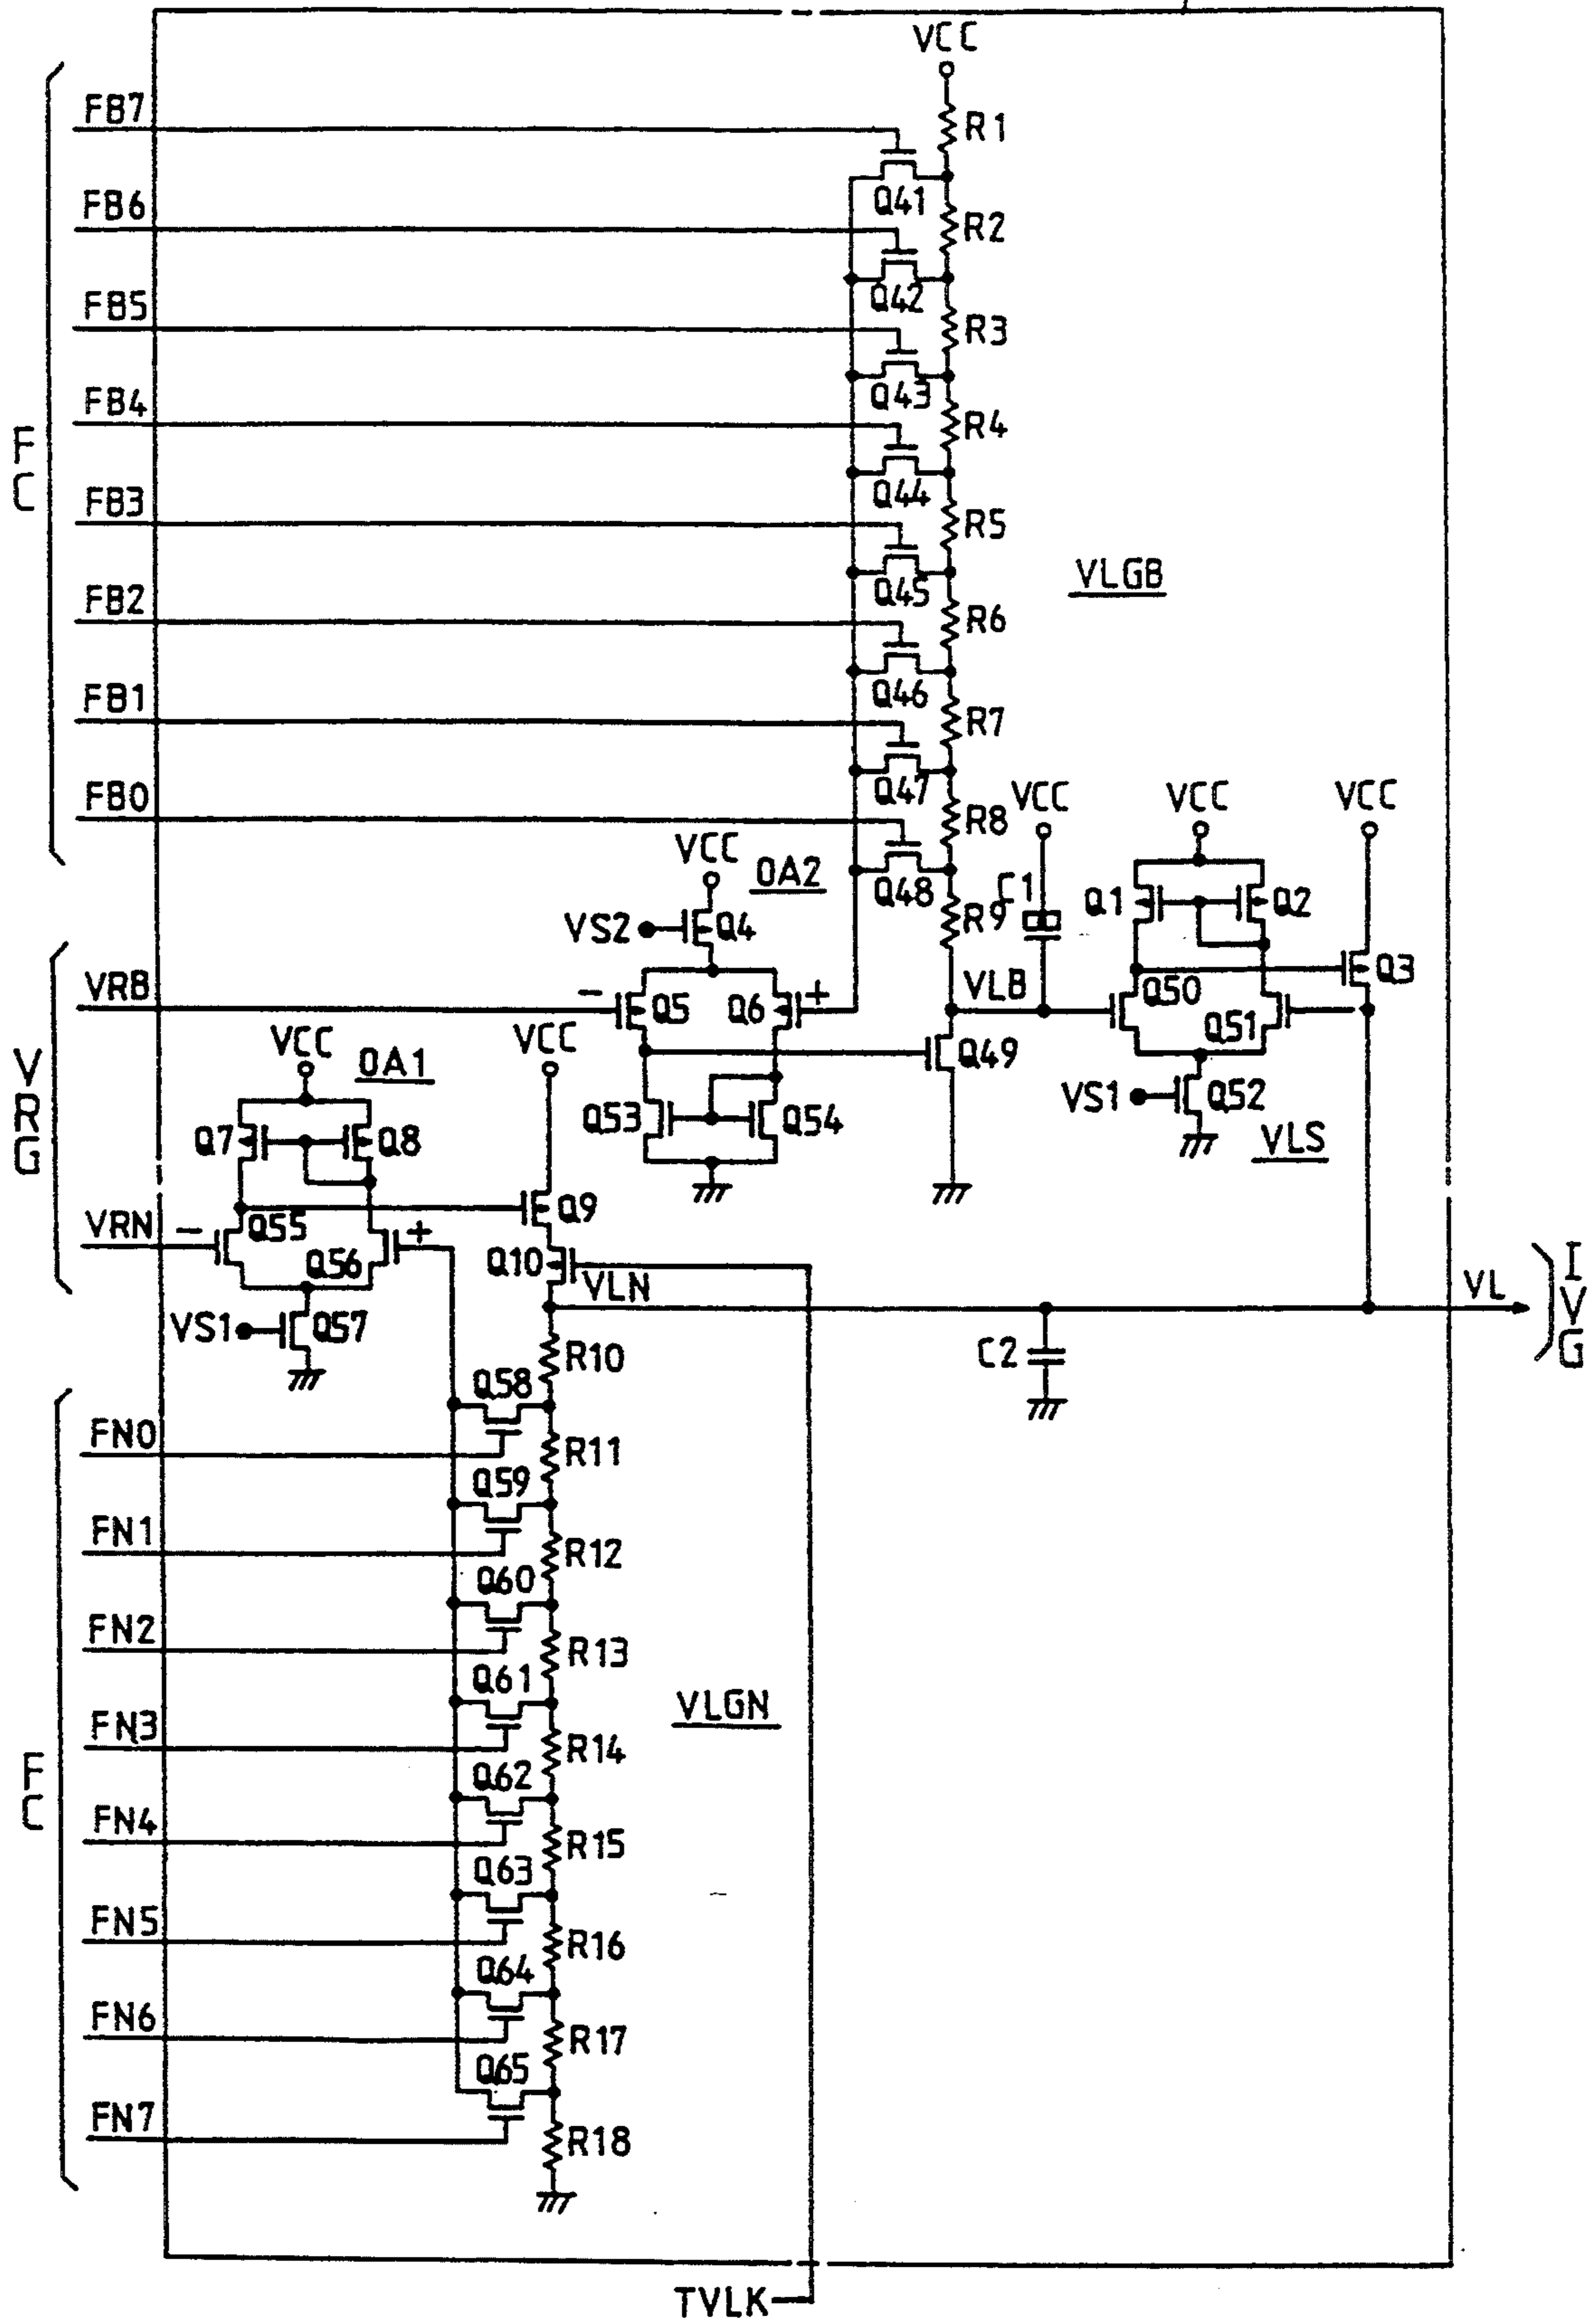 VCC
FB7
R1
Q41
FB6
R2
Q42
FB5
R3
Q43
FB4
R4
FC
Q44
FB3
R5
Q45
VLGB
FB2
R6
Q46
FB1
R7
Q47
FB0
R8
VCC
VCC
VCC
VCC
OA2
Q48
C1
Q1
Q2
VS2
Q4
R9
VRB
-
Q5
Q6
+
VLB
Q50
Q51
Q3
VCC
OA1
VCC
Q49
VRG
Q53
Q54
VS1
Q52
VLS
Q7
Q8
Q9
VRN
-
Q55
Q56
+
Q10
VLN
VL
IVG
VS1
Q57
R10
C2
Q58
FN0
R11
Q59
FN1
R12
Q60
FN2
R13
Q61
VLGN
FN3
R14
Q62
FC
FN4
R15
Q63
FN5
R16
Q64
FN6
R17
Q65
FN7
R18
TVLK